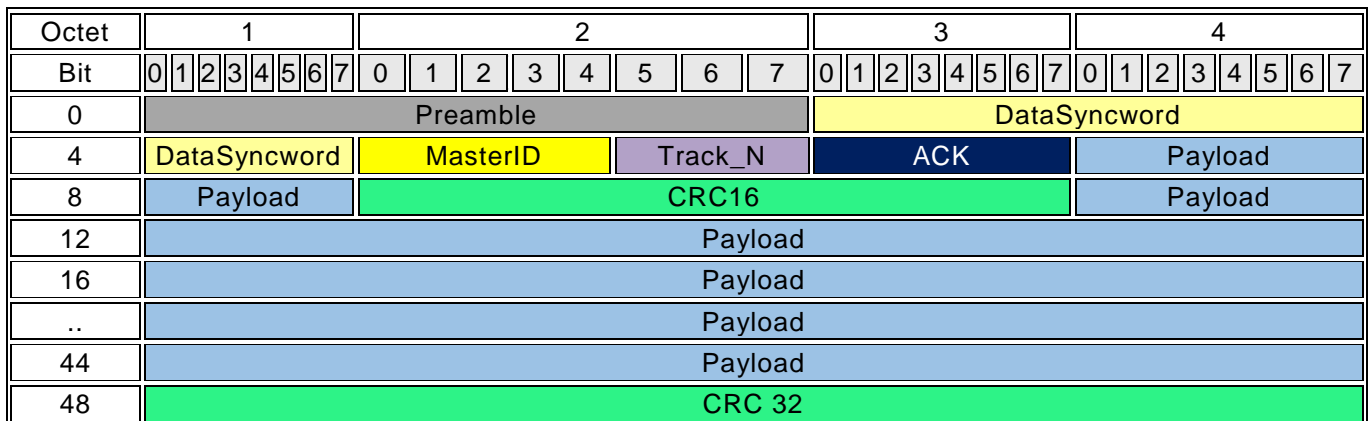 Octet 1 2 3 4
Bit 0 1 2 3 4 5 6 7 0 1 2 3 4 5 6 7 0 1 2 3 4 5 6 7 0 1 2 3 4 5 6 7
0 Preamble DataSyncword
4 DataSyncword MasterID Track_N ACK Payload
8 Payload CRC16 Payload
12 Payload
16 Payload
.. Payload
44 Payload
48 CRC 32